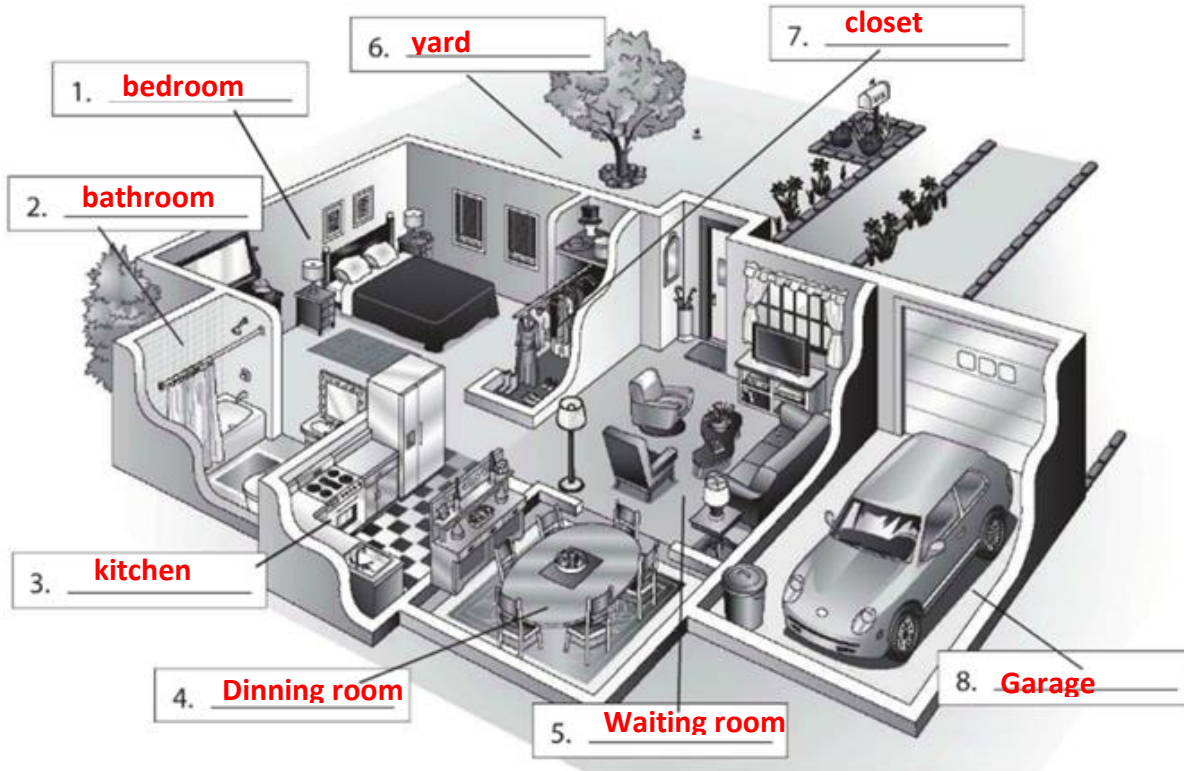 1. bedroom
2. bathroom
3. kitchen
4. Dinning room
5. Waiting room
6. yard
7. closet
8. Garage